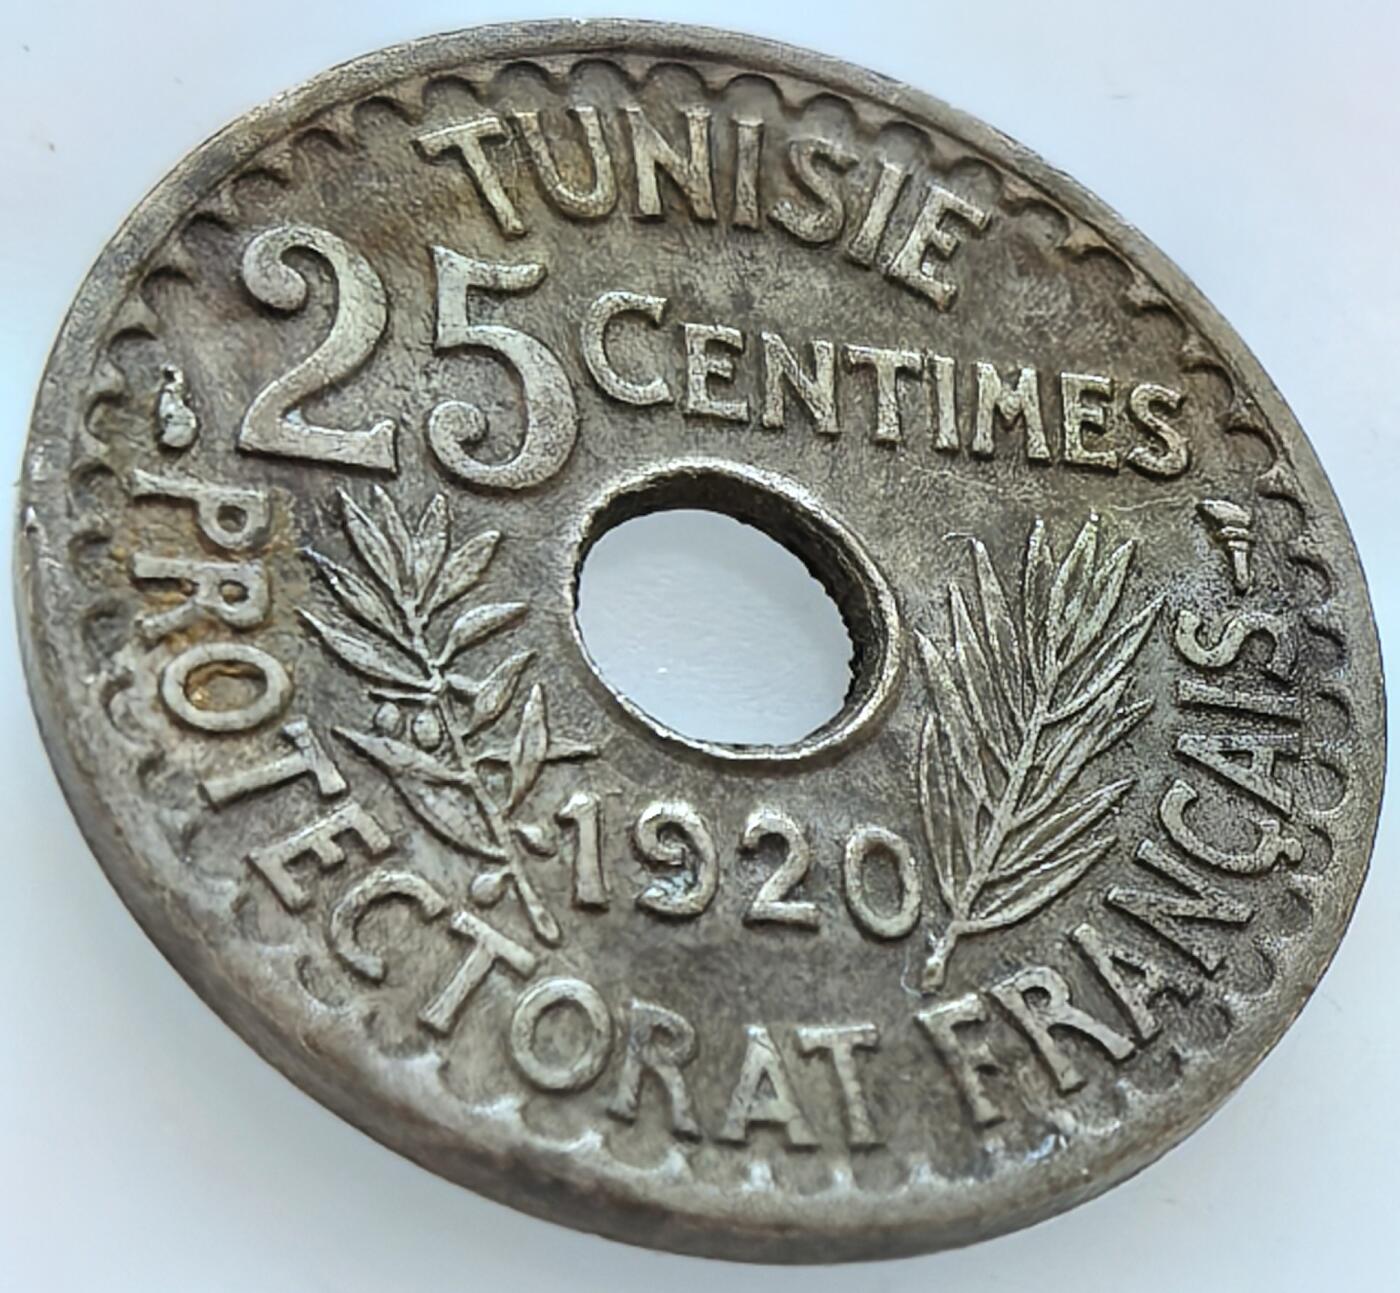 TUNISIE
25 CENTIMES
1920
PROTECTORAT FRANÇAIS